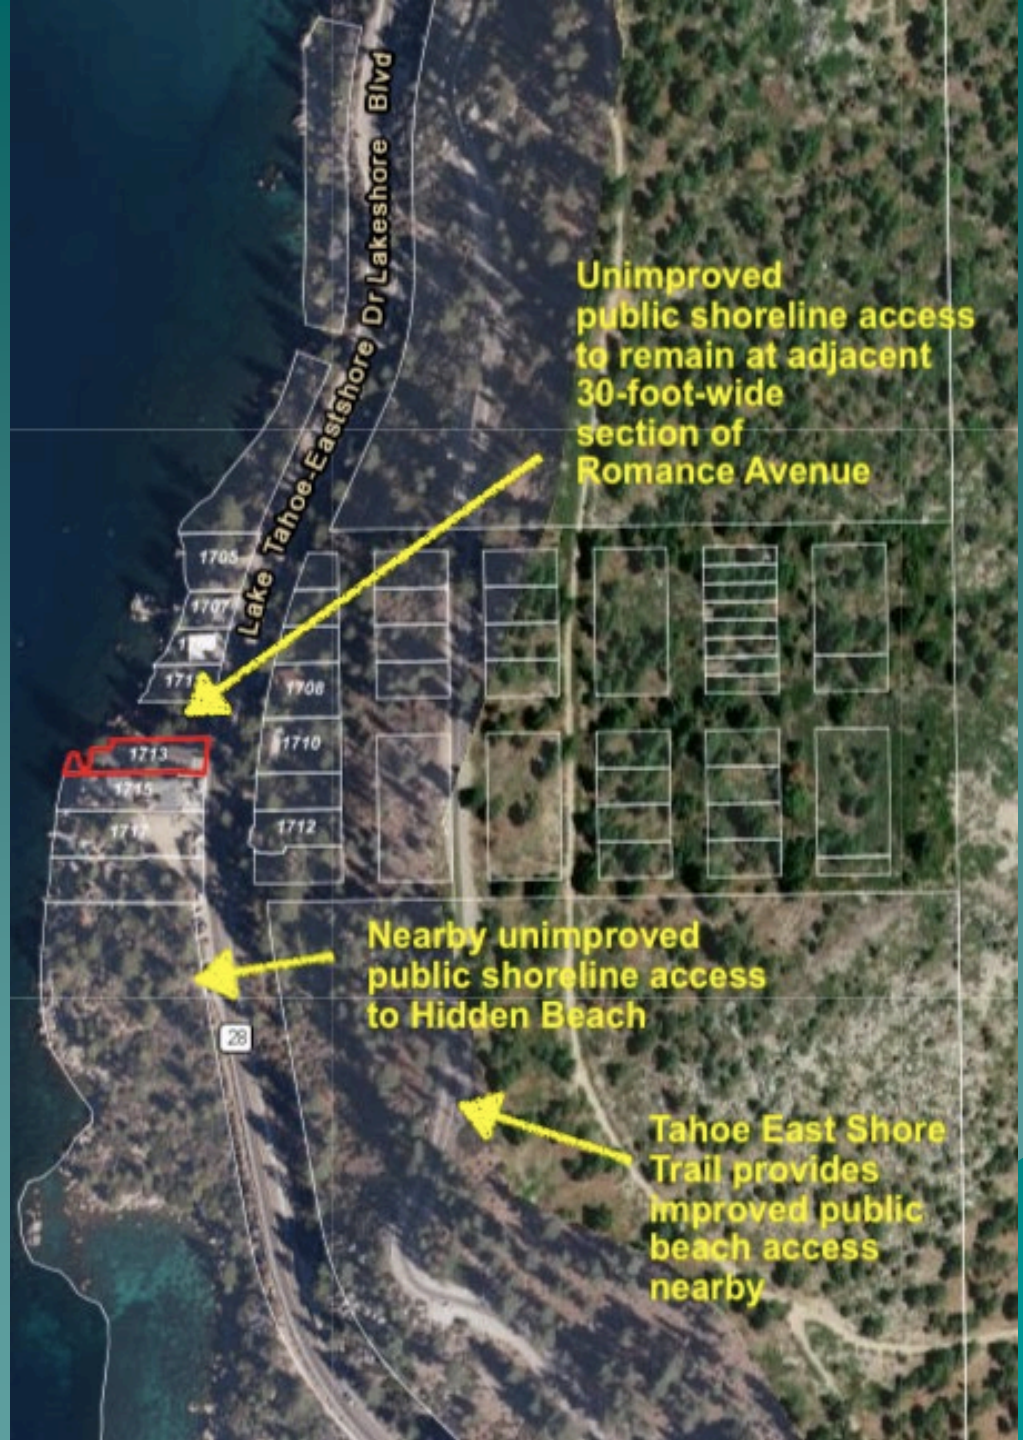 Lake Tahoe-Eastshore Dr Lakeshore Blvd
Unimproved
public shoreline access
to remain at adjacent
30-foot-wide
section of
Romance Avenue
1705
1707
1708
1713
1710
1715
1717
1712
Nearby unimproved
public shoreline access
to Hidden Beach
28
Tahoe East Shore
Trail provides
improved public
beach access
nearby